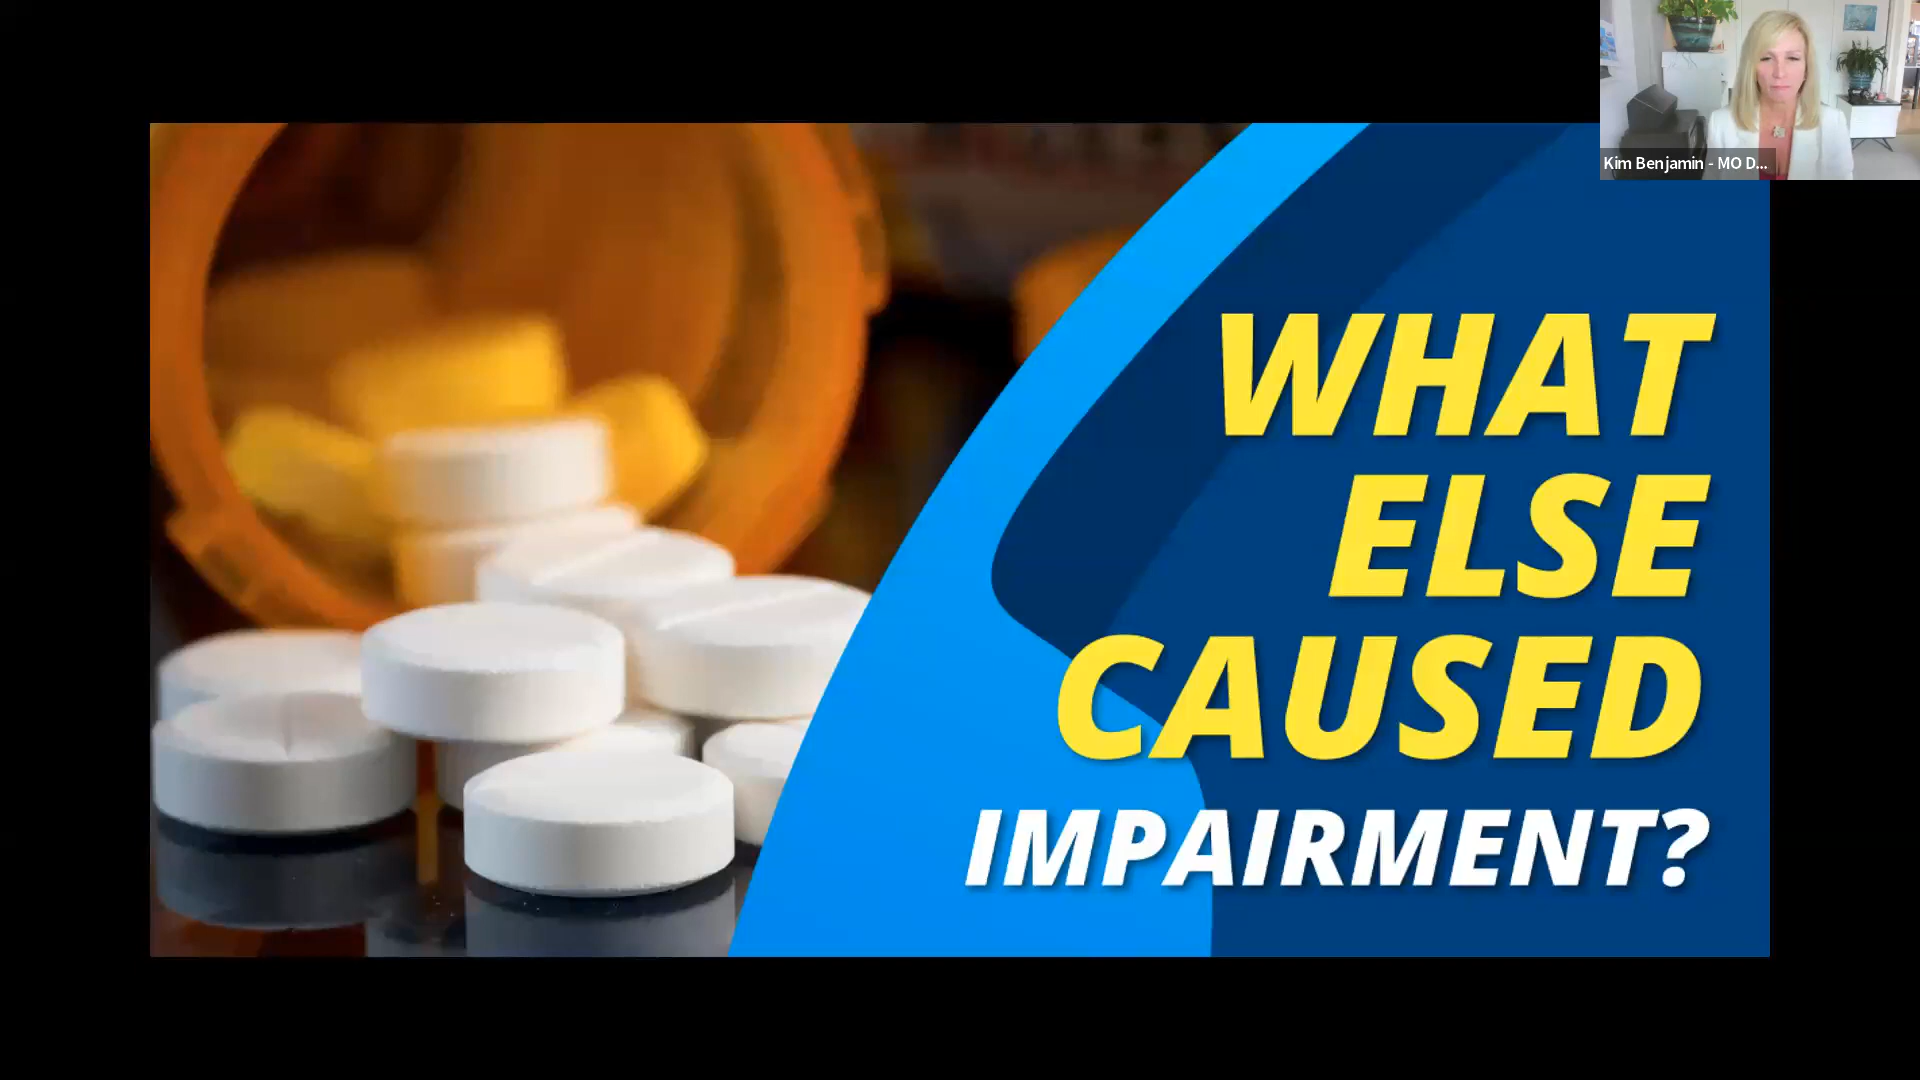 Kim Benjamin - MO D...
WHAT
ELSE
CAUSED
IMPAIRMENT?